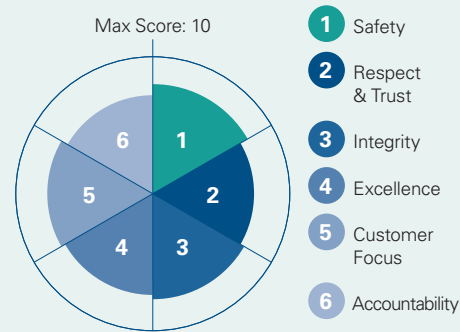 Max Score: 10
1
2
3
4
5
6
1 Safety
2 Respect
& Trust
3 Integrity
4 Excellence
5 Customer
Focus
6 Accountability